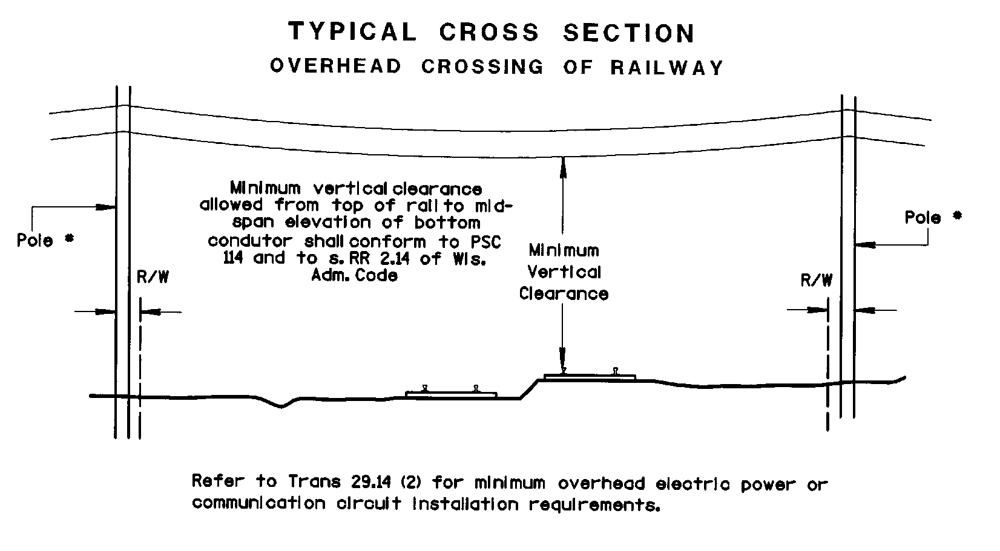 TYPICAL CROSS SECTION
OVERHEAD CROSSING OF RAILWAY
Minimum vertical clearance
allowed from top of rail to mid-
span elevation of bottom
condutor shall conform to PSC
114 and to s. RR 2.14 of Wis.
Adm. Code
Pole *
R/W
Minimum
Vertical
Clearance
Pole *
R/W
Refer to Trans 29.14 (2) for minimum overhead electric power or
communication circuit installation requirements.